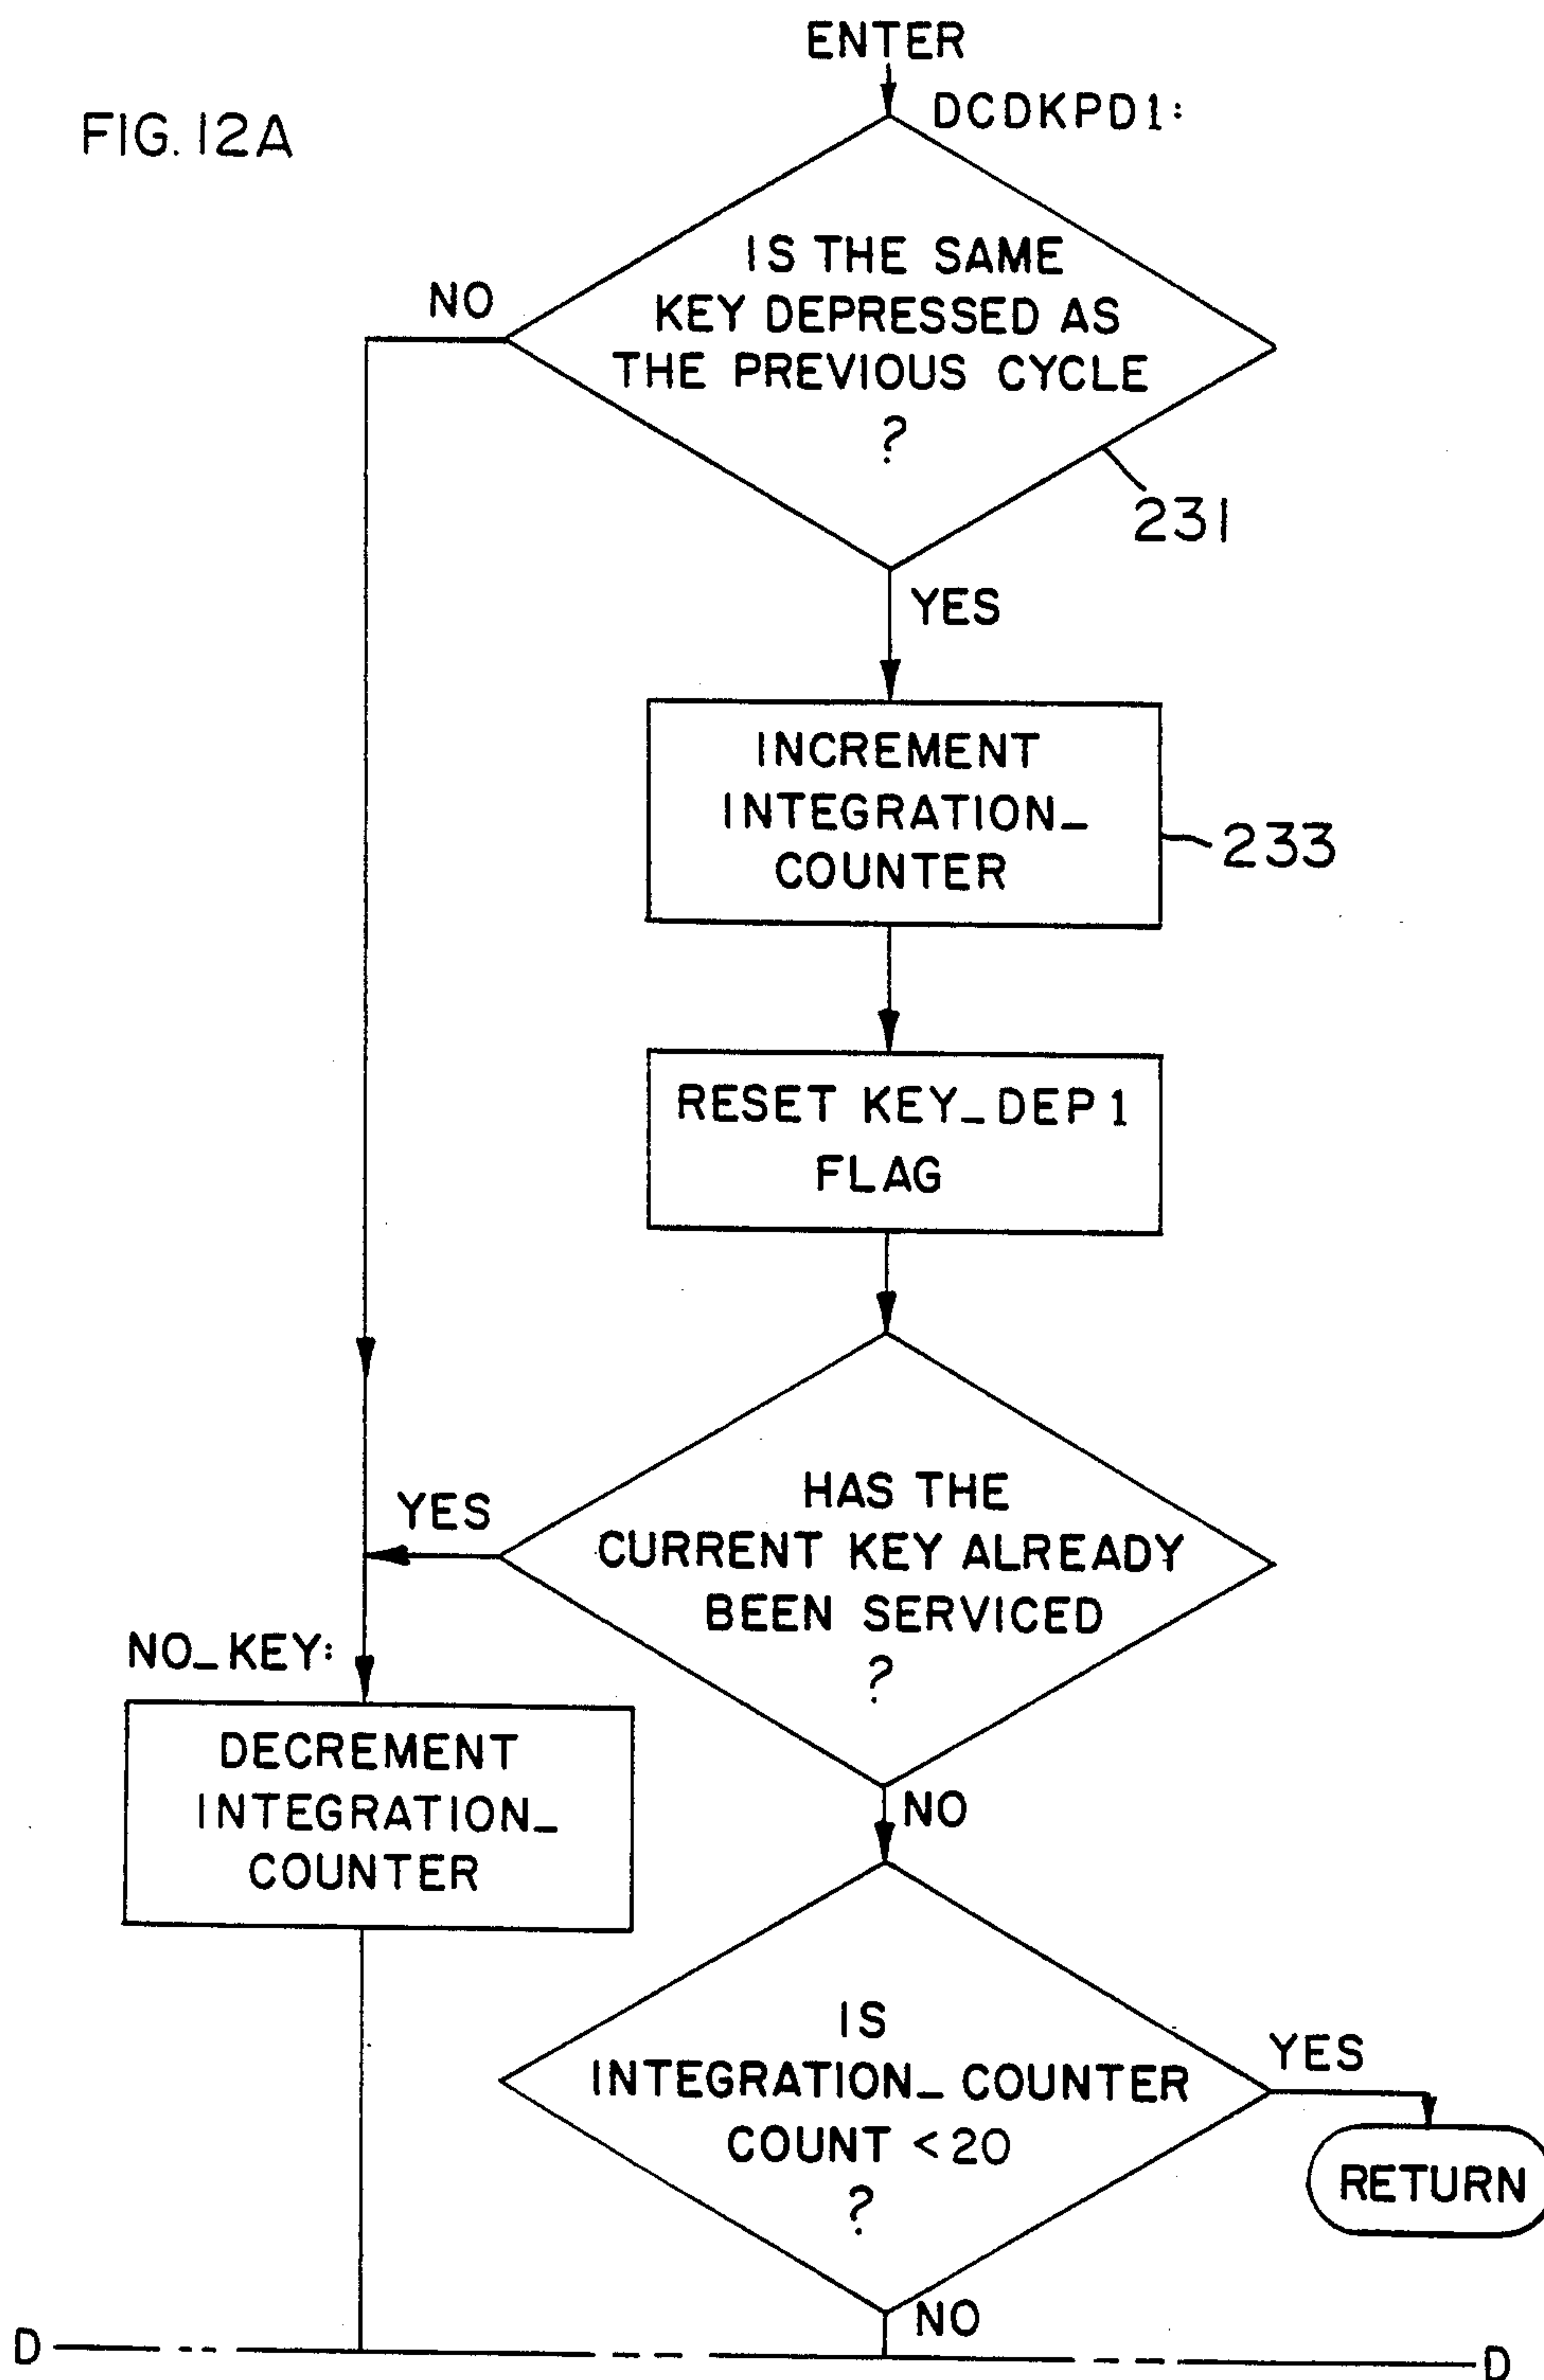 ENTER
FIG. 12A
DCDKPD1:
IS THE SAME
KEY DEPRESSED AS
THE PREVIOUS CYCLE
?
NO
231
YES
INCREMENT
INTEGRATION_
COUNTER
233
RESET KEY_DEP1
FLAG
HAS THE
CURRENT KEY ALREADY
BEEN SERVICED
?
YES
NO_KEY:
DECREMENT
INTEGRATION_
COUNTER
NO
IS
INTEGRATION_COUNTER
COUNT <20
?
YES
RETURN
NO
D
D